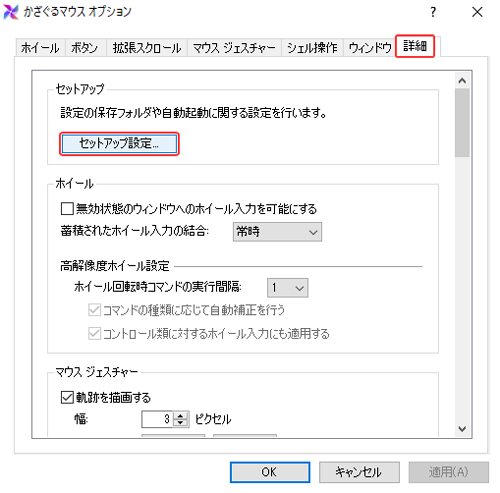 かざぐるマウス オプション
ホイール ボタン 拡張スクロール マウス ジェスチャー シェル操作 ウィンドウ 詳細
セットアップ
設定の保存フォルダや自動起動に関する設定を行います。
セットアップ設定...
ホイール
無効状態のウィンドウへのホイール入力を可能にする
蓄積されたホイール入力の結合: 常時
高解像度ホイール設定
ホイール回転時コマンドの実行間隔: 1
コマンドの種類に応じて自動補正を行う
コントロール類に対するホイール入力にも適用する
マウス ジェスチャー
軌跡を描画する
幅: 3 ピクセル
OK キャンセル 適用(A)